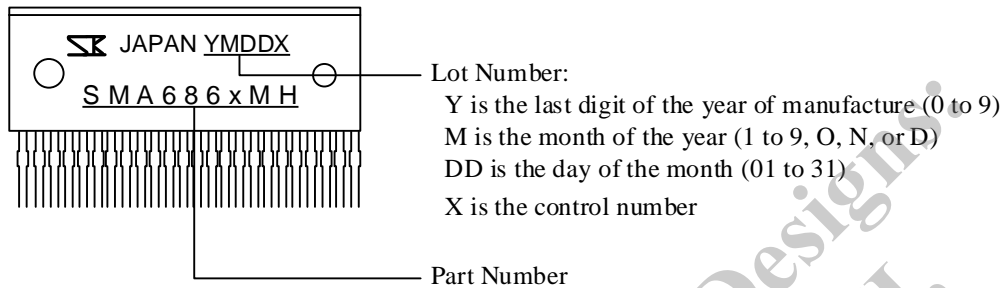 SK JAPAN YMDDX
SMA686xMH
Lot Number:
Y is the last digit of the year of manufacture (0 to 9)
M is the month of the year (1 to 9, O, N, or D)
DD is the day of the month (01 to 31)
X is the control number
Part Number
Designs: